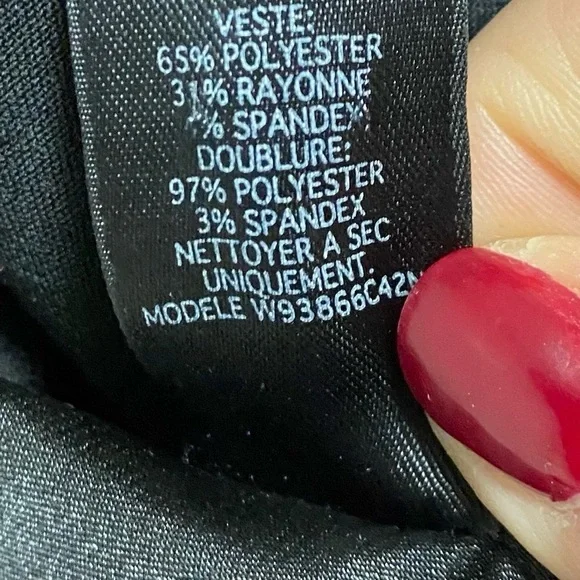 VESTE:
65% POLYESTER
31% RAYONNE
% SPANDEX
DOUBLURE:
97% POLYESTER
3% SPANDEX
NETTOYER A SEC
UNIQUEMENT.
MODELE W93866C42N